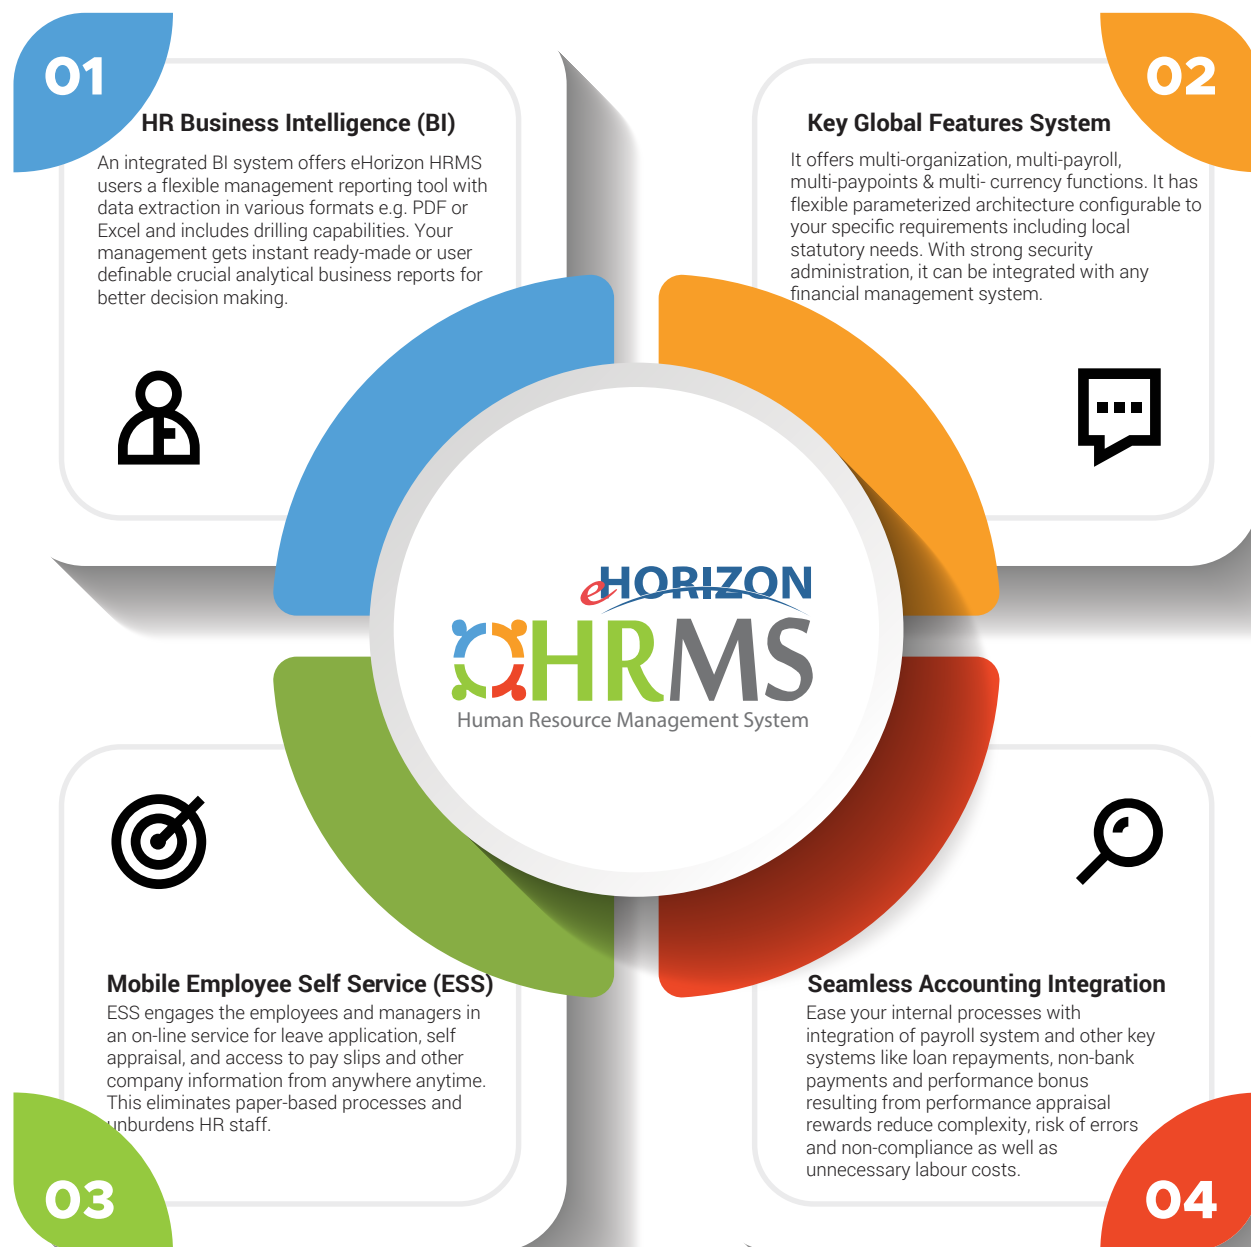 01
HR Business Intelligence (BI)
An integrated BI system offers eHorizon HRMS
users a flexible management reporting tool with
data extraction in various formats e.g. PDF or
Excel and includes drilling capabilities. Your
management gets instant ready-made or user
definable crucial analytical business reports for
better decision making.
02
Key Global Features System
It offers multi-organization, multi-payroll,
multi-paypoints & multi- currency functions. It has
flexible parameterized architecture configurable to
your specific requirements including local
statutory needs. With strong security
administration, it can be integrated with any
financial management system.
eHORIZON
HRMS
Human Resource Management System
Mobile Employee Self Service (ESS)
ESS engages the employees and managers in
an on-line service for leave application, self
appraisal, and access to pay slips and other
company information from anywhere anytime.
This eliminates paper-based processes and
unburdens HR staff.
03
Seamless Accounting Integration
Ease your internal processes with
integration of payroll system and other key
systems like loan repayments, non-bank
payments and performance bonus
resulting from performance appraisal
rewards reduce complexity, risk of errors
and non-compliance as well as
unnecessary labour costs.
04